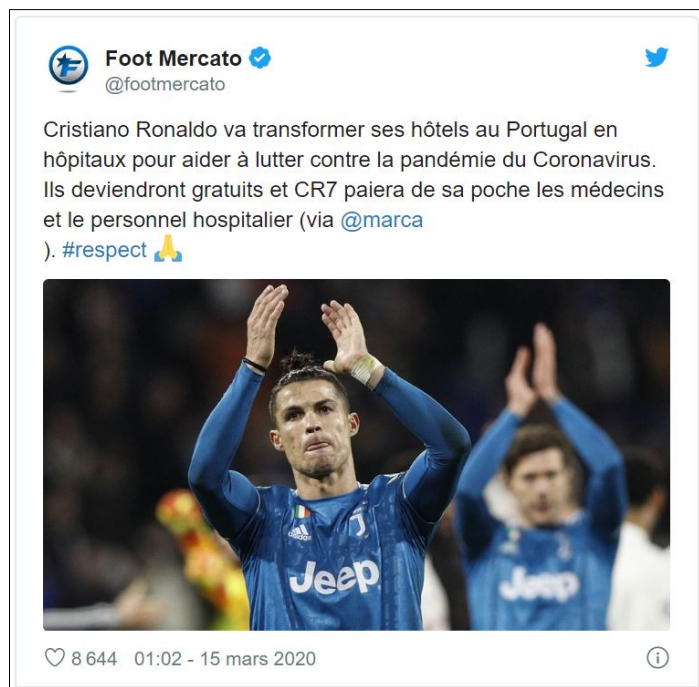 Foot Mercato
@footmercato
Cristiano Ronaldo va transformer ses hôtels au Portugal en
hôpitaux pour aider à lutter contre la pandémie du Coronavirus.
Ils deviendront gratuits et CR7 paiera de sa poche les médecins
et le personnel hospitalier (via @marca
). #respect 🙏
adidas
Jeep
Jeep
8 644 01:02 - 15 mars 2020